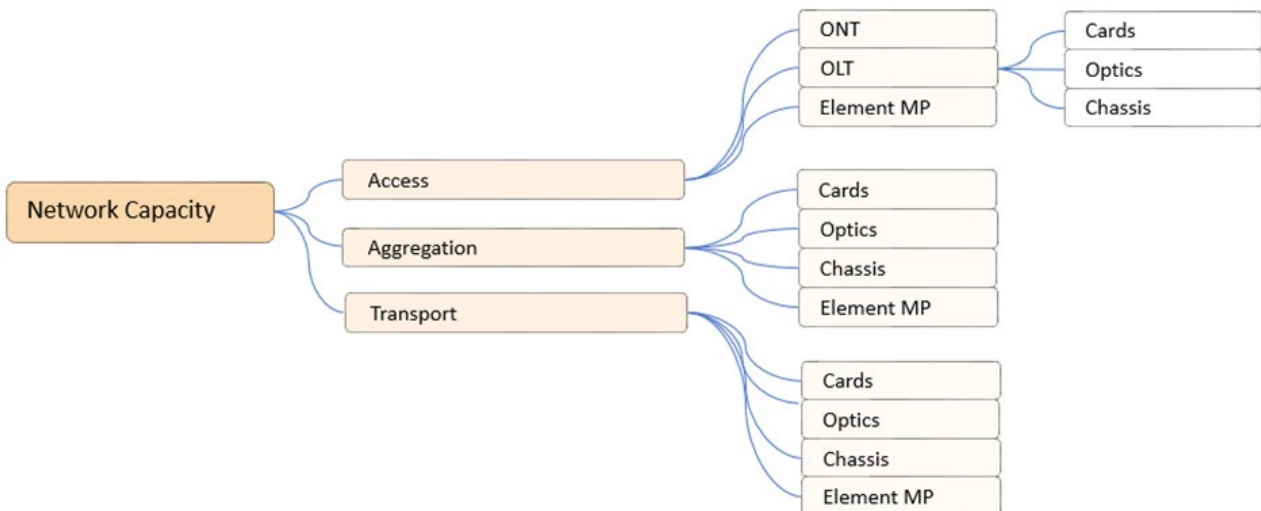 Network Capacity
Access
ONT
OLT
Cards
Optics
Chassis
Element MP
Aggregation
Cards
Optics
Chassis
Element MP
Transport
Cards
Optics
Chassis
Element MP